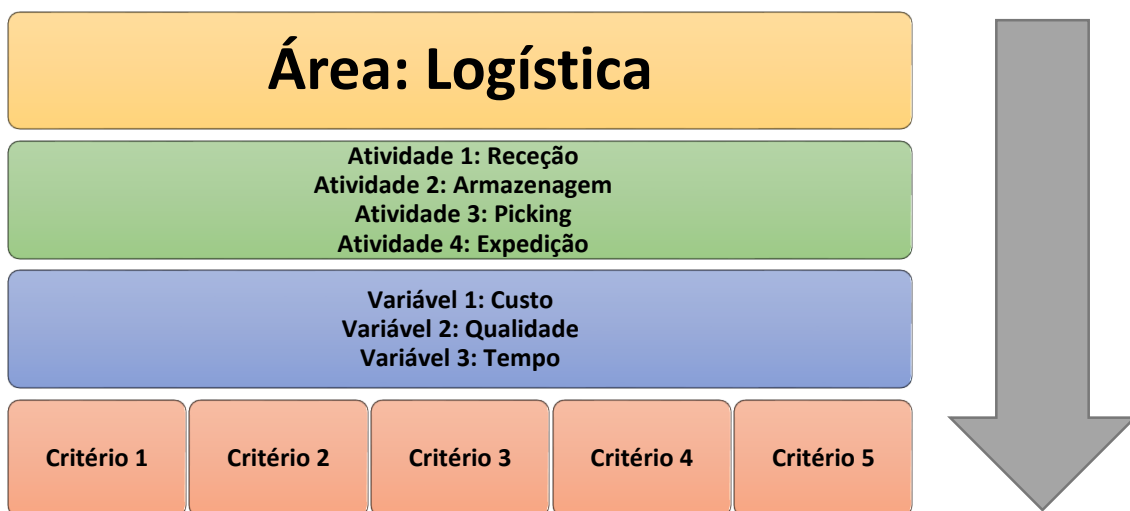 Área: Logística
Atividade 1: Receção
Atividade 2: Armazenagem
Atividade 3: Picking
Atividade 4: Expedição
Variável 1: Custo
Variável 2: Qualidade
Variável 3: Tempo
Critério 1
Critério 2
Critério 3
Critério 4
Critério 5